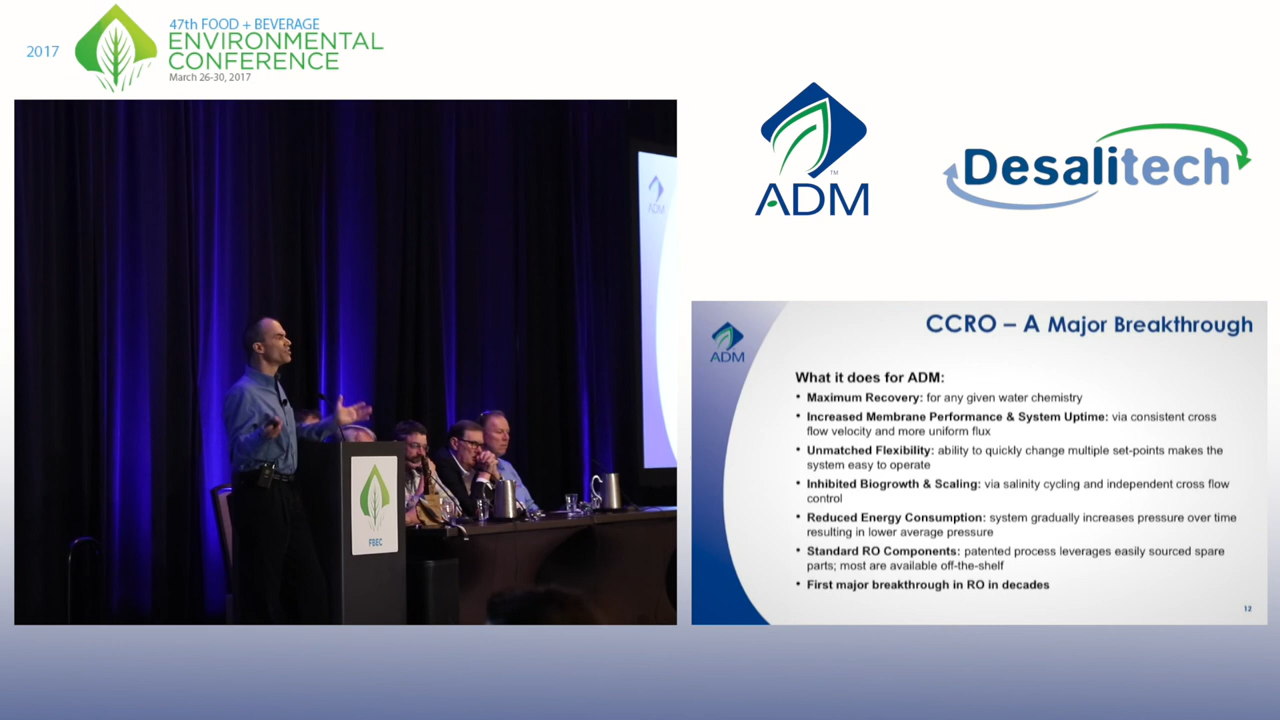 2017
47th FOOD + BEVERAGE
ENVIRONMENTAL
CONFERENCE
March 26-30, 2017
ADM
FBEC
TM
ADM
Desalitech
ADM
CCRO – A Major Breakthrough
What it does for ADM:
• Maximum Recovery: for any given water chemistry
• Increased Membrane Performance & System Uptime: via consistent cross
flow velocity and more uniform flux
• Unmatched Flexibility: ability to quickly change multiple set-points makes the
system easy to operate
• Inhibited Biogrowth & Scaling: via salinity cycling and independent cross flow
control
• Reduced Energy Consumption: system gradually increases pressure over time
resulting in lower average pressure
• Standard RO Components: patented process leverages easily sourced spare
parts; most are available off-the-shelf
• First major breakthrough in RO in decades
12